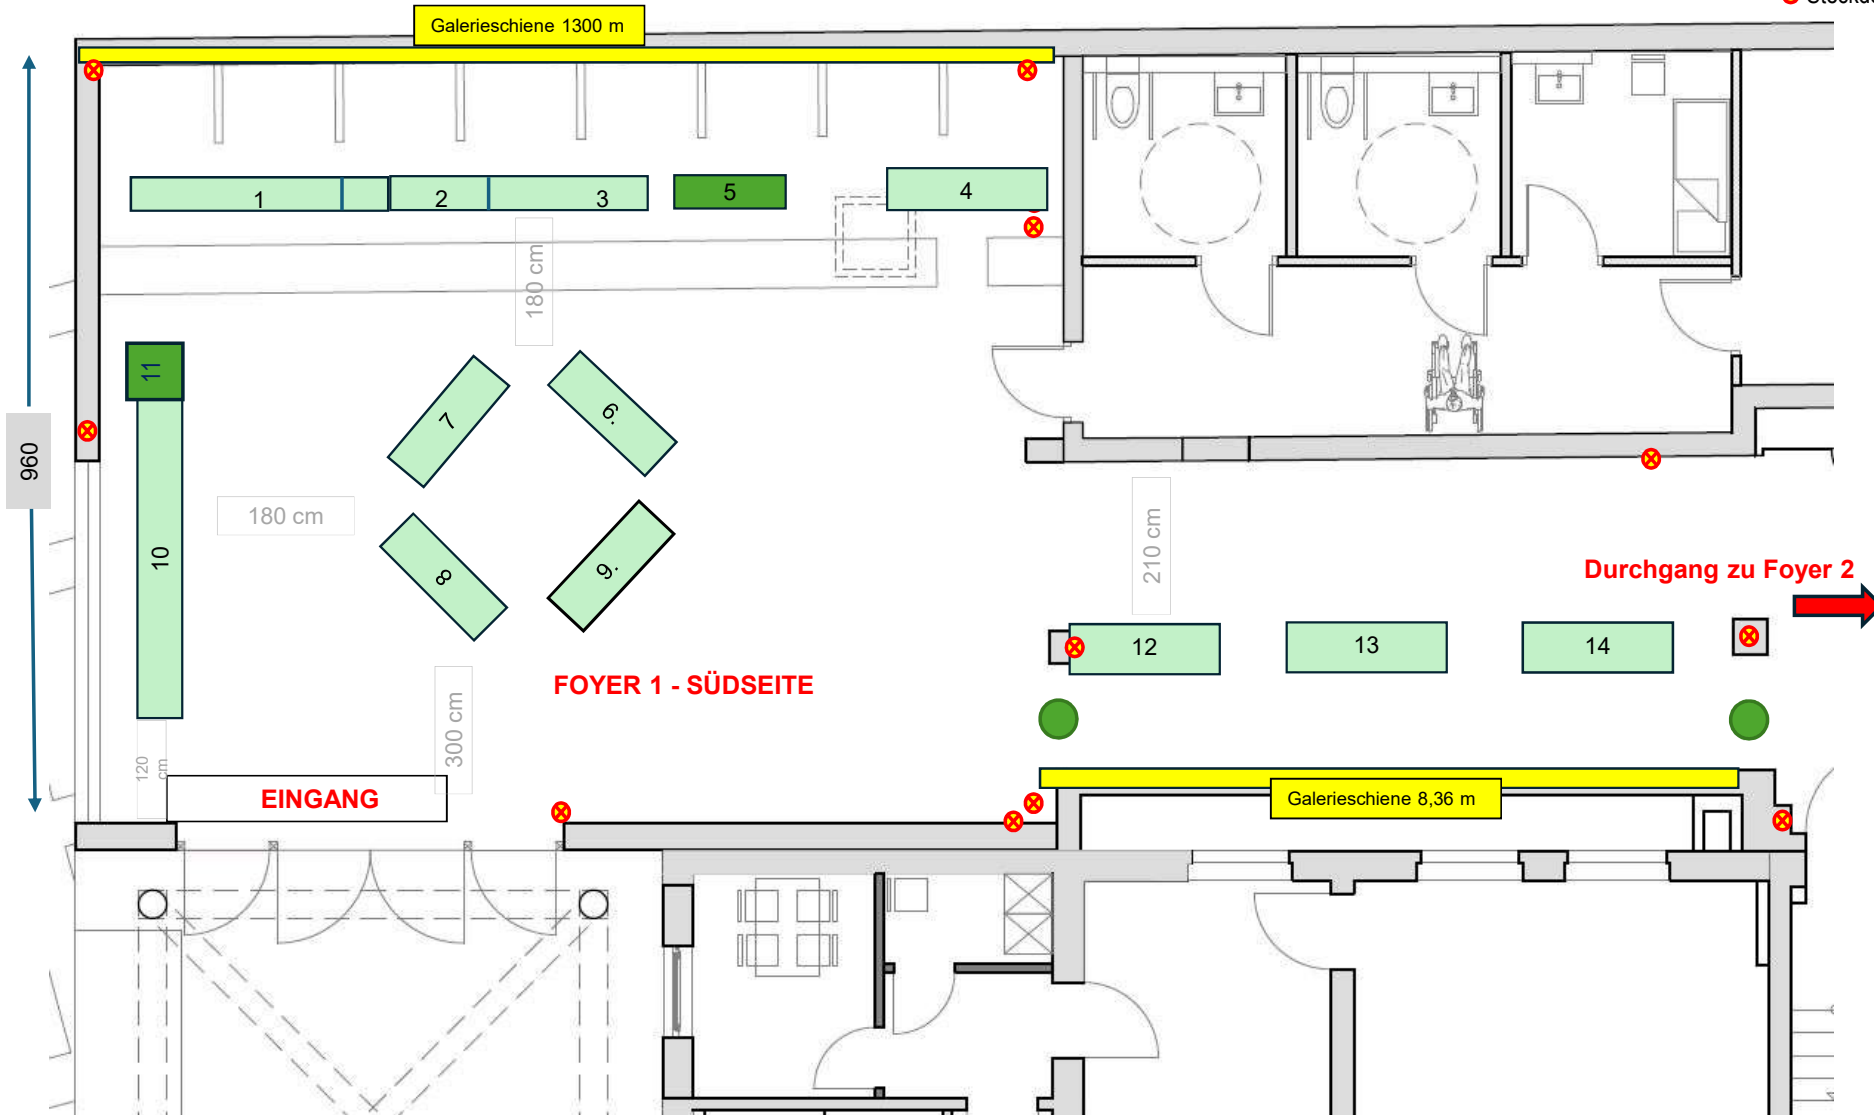 Galerieschiene 1300 m
1
2
3
5
4
180 cm
11
7
6.
960
180 cm
10
8
9.
210 cm
Durchgang zu Foyer 2
12
13
14
FOYER 1 - SÜDSEITE
300 cm
120
cm
EINGANG
Galerieschiene 8,36 m